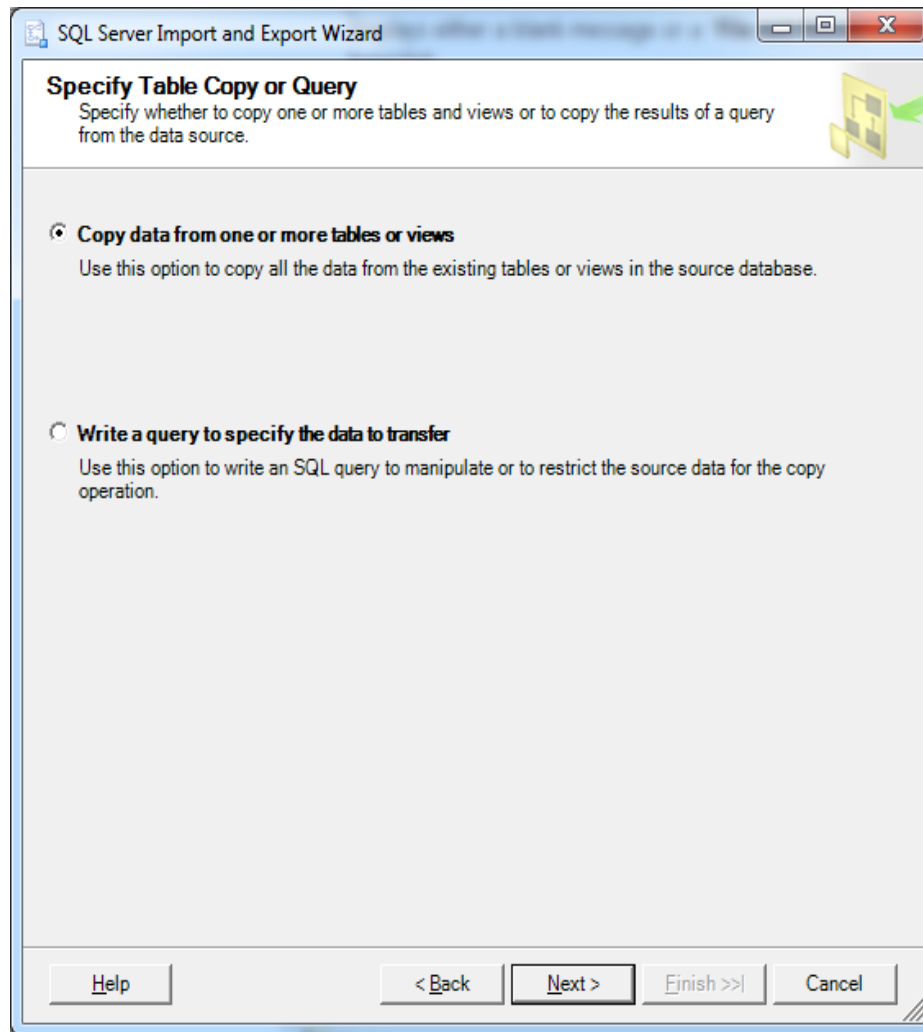 SQL Server Import and Export Wizard
either a blank message or a
Specify Table Copy or Query
Specify whether to copy one or more tables and views or to copy the results of a query
from the data source.
Copy data from one or more tables or views
Use this option to copy all the data from the existing tables or views in the source database.
Write a query to specify the data to transfer
Use this option to write an SQL query to manipulate or to restrict the source data for the copy
operation.
Help
< Back
Next >
Finish >>|
Cancel